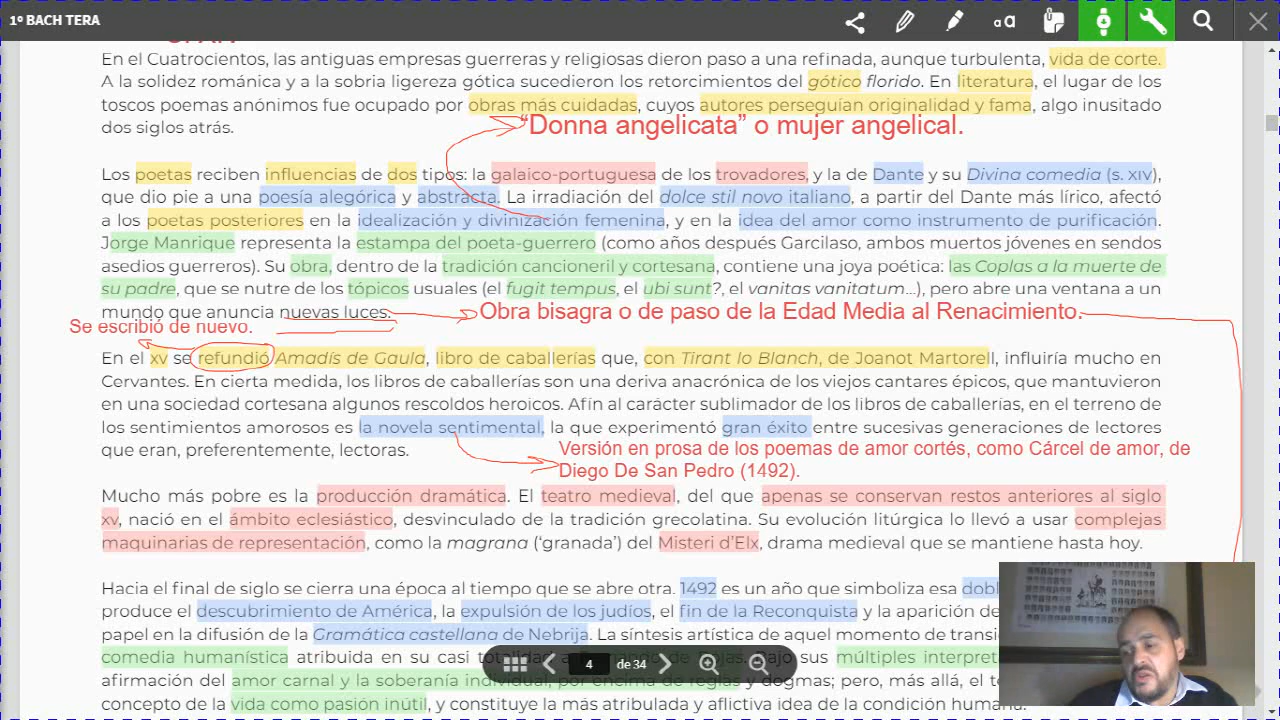 1º BACH TERA
En el Cuatrocientos, las antiguas empresas guerreras y religiosas dieron paso a una refinada, aunque turbulenta, vida de corte.
A la solidez románica y a la sobria ligereza gótica sucedieron los retorcimientos del gótico florido. En literatura, el lugar de los
toscos poemas anónimos fue ocupado por obras más cuidadas, cuyos autores perseguían originalidad y fama, algo inusitado
dos siglos atrás.
“Donna angelicata” o mujer angelical.
Los poetas reciben influencias de dos tipos: la galaico-portuguesa de los trovadores, y la de Dante y su Divina comedia (s. XIV),
que dio pie a una poesía alegórica y abstracta. La irradiación del dolce stil novo italiano, a partir del Dante más lírico, afectó
a los poetas posteriores en la idealización y divinización femenina, y en la idea del amor como instrumento de purificación.
Jorge Manrique representa la estampa del poeta-guerrero (como años después Garcilaso, ambos muertos jóvenes en sendos
asedios guerreros). Su obra, dentro de la tradición cancioneril y cortesana, contiene una joya poética: las Coplas a la muerte de
su padre, que se nutre de los tópicos usuales (el fugit tempus, el ubi sunt?, el vanitas vanitatum...), pero abre una ventana a un
mundo que anuncia nuevas luces.
Obra bisagra o de paso de la Edad Media al Renacimiento.
Se escribió de nuevo.
En el xv se refundió Amadís de Gaula, libro de caballerías que, con Tirant lo Blanch, de Joanot Martorell, influiría mucho en
Cervantes. En cierta medida, los libros de caballerías son una deriva anacrónica de los viejos cantares épicos, que mantuvieron
en una sociedad cortesana algunos rescoldos heroicos. Afín al carácter sublimador de los libros de caballerías, en el terreno de
los sentimientos amorosos es la novela sentimental, la que experimentó gran éxito entre sucesivas generaciones de lectores
que eran, preferentemente, lectoras.
Versión en prosa de los poemas de amor cortés, como Cárcel de amor, de
Diego De San Pedro (1492).
Mucho más pobre es la producción dramática. El teatro medieval, del que apenas se conservan restos anteriores al siglo
xv, nació en el ámbito eclesiástico, desvinculado de la tradición grecolatina. Su evolución litúrgica lo llevó a usar complejas
maquinarias de representación, como la magrana (‘granada’) del Misteri d’Elx, drama medieval que se mantiene hasta hoy.
Hacia el final de siglo se cierra una época al tiempo que se abre otra. 1492 es un año que simboliza esa
produce el descubrimiento de América, la expulsión de los judíos, el fin de la Reconquista y la aparición de
papel en la difusión de la Gramática castellana de Nebrija. La síntesis artística de aquel momento de
comedia humanística atribuida en su casi totalidad a Fernando de Rojas. Bajo sus múltiples
afirmación del amor carnal y la soberanía individual, por encima de reglas y dogmas; pero, más allá, el
concepto de la vida como pasión inútil, y constituye la más atribulada y aflictiva idea de la condición humana.
4 de 34